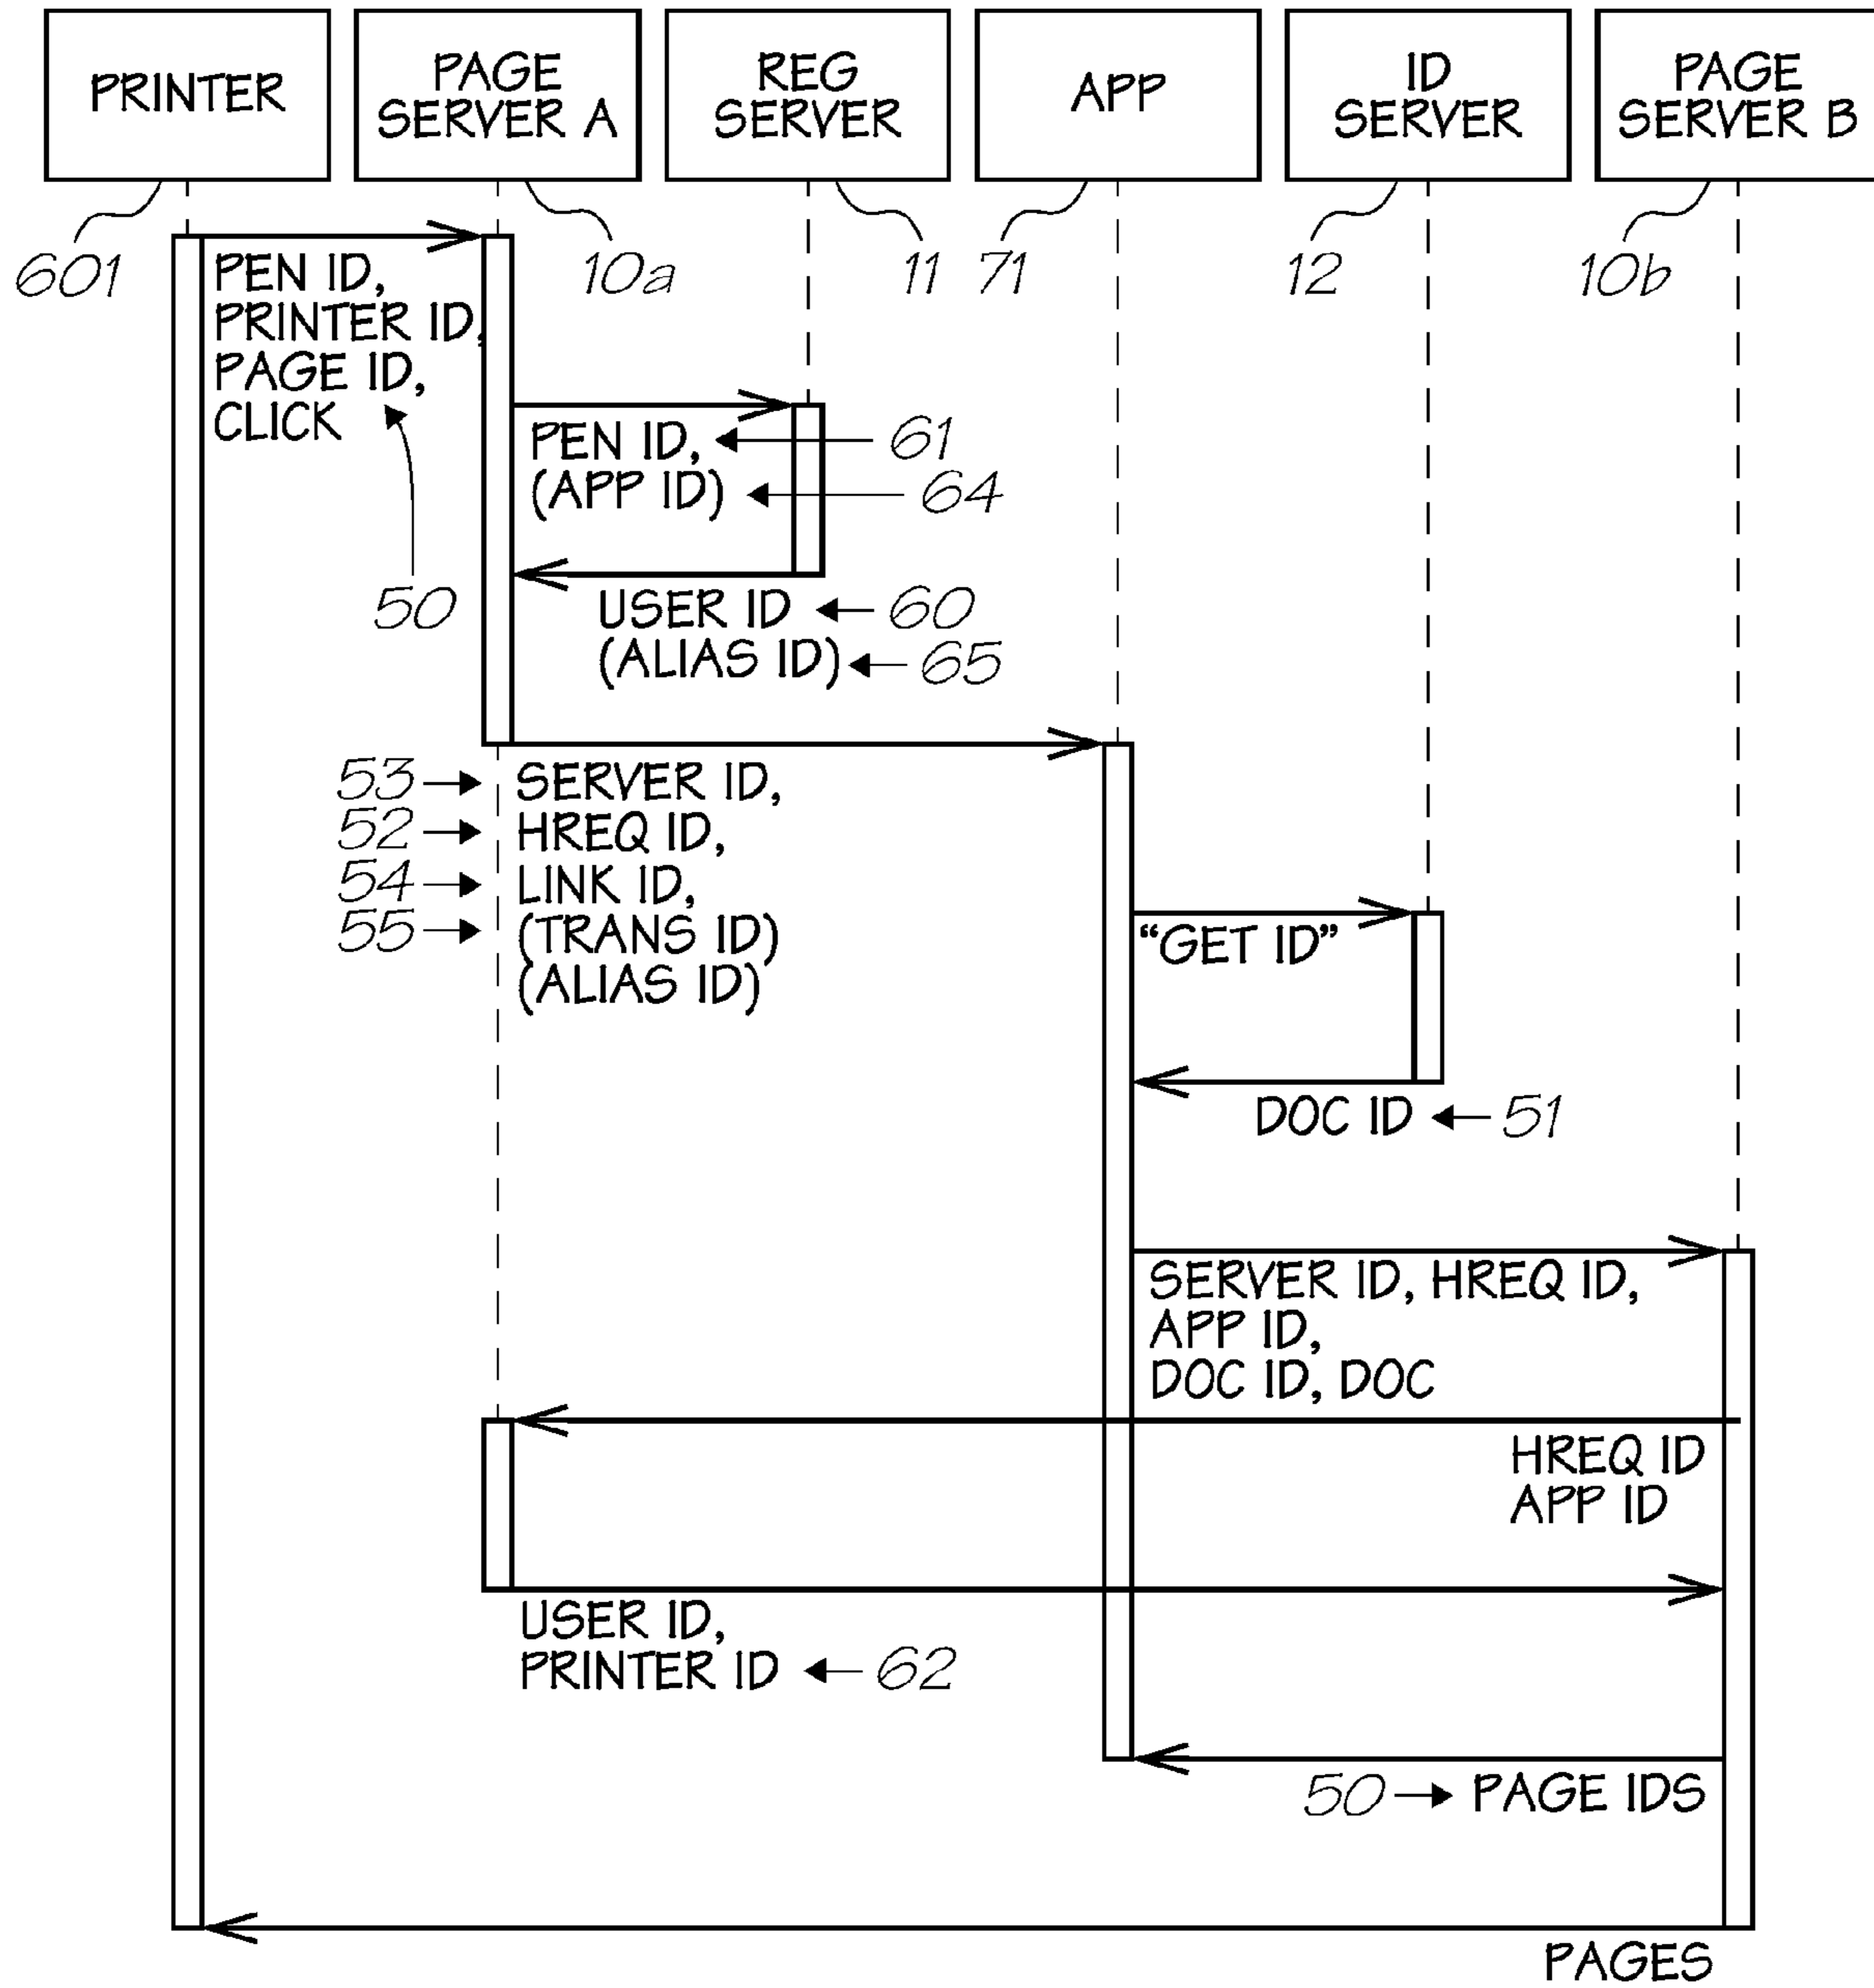 PRINTER
PAGE
SERVER A
REG
SERVER
APP
ID
SERVER
PAGE
SERVER B
601
10a
11
71
12
10b
PEN ID,
PRINTER ID,
PAGE ID,
CLICK
50
PEN ID,
(APP ID)
61
64
USER ID
(ALIAS ID)
60
65
53
52
54
55
SERVER ID,
HREQ ID,
LINK ID,
(TRANS ID)
(ALIAS ID)
“GET ID”
DOC ID
51
SERVER ID, HREQ ID,
APP ID,
DOC ID, DOC
HREQ ID
APP ID
USER ID,
PRINTER ID
62
50
PAGE IDS
PAGES